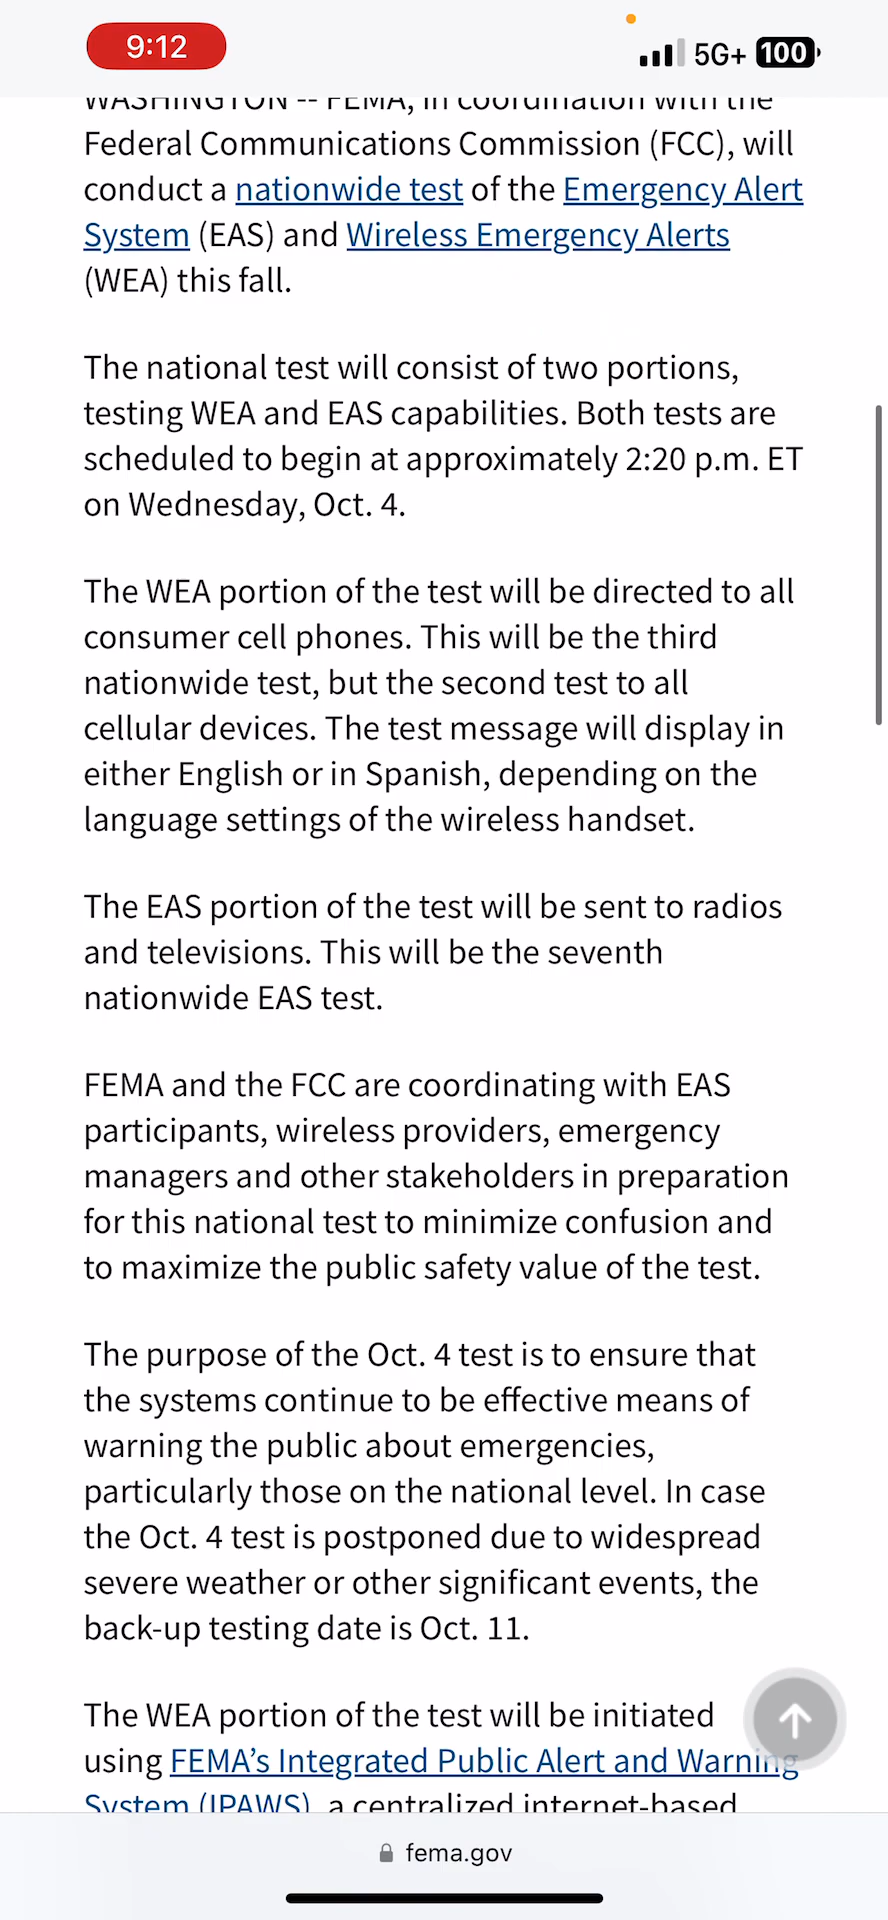 9:12
5G+ 100
WASHINGTON -- FEMA, in coordination with the
Federal Communications Commission (FCC), will
conduct a nationwide test of the Emergency Alert
System (EAS) and Wireless Emergency Alerts
(WEA) this fall.
The national test will consist of two portions,
testing WEA and EAS capabilities. Both tests are
scheduled to begin at approximately 2:20 p.m. ET
on Wednesday, Oct. 4.
The WEA portion of the test will be directed to all
consumer cell phones. This will be the third
nationwide test, but the second test to all
cellular devices. The test message will display in
either English or in Spanish, depending on the
language settings of the wireless handset.
The EAS portion of the test will be sent to radios
and televisions. This will be the seventh
nationwide EAS test.
FEMA and the FCC are coordinating with EAS
participants, wireless providers, emergency
managers and other stakeholders in preparation
for this national test to minimize confusion and
to maximize the public safety value of the test.
The purpose of the Oct. 4 test is to ensure that
the systems continue to be effective means of
warning the public about emergencies,
particularly those on the national level. In case
the Oct. 4 test is postponed due to widespread
severe weather or other significant events, the
back-up testing date is Oct. 11.
The WEA portion of the test will be initiated
using FEMA’s Integrated Public Alert and Warning
System (IPAWS), a centralized internet-based
fema.gov